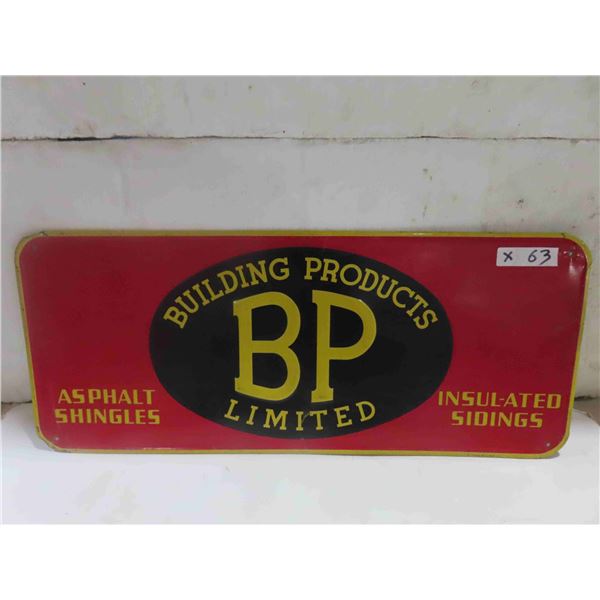 x 63
BUILDING PRODUCTS
BP
LIMITED
ASPHALT
SHINGLES
INSUL-ATED
SIDINGS